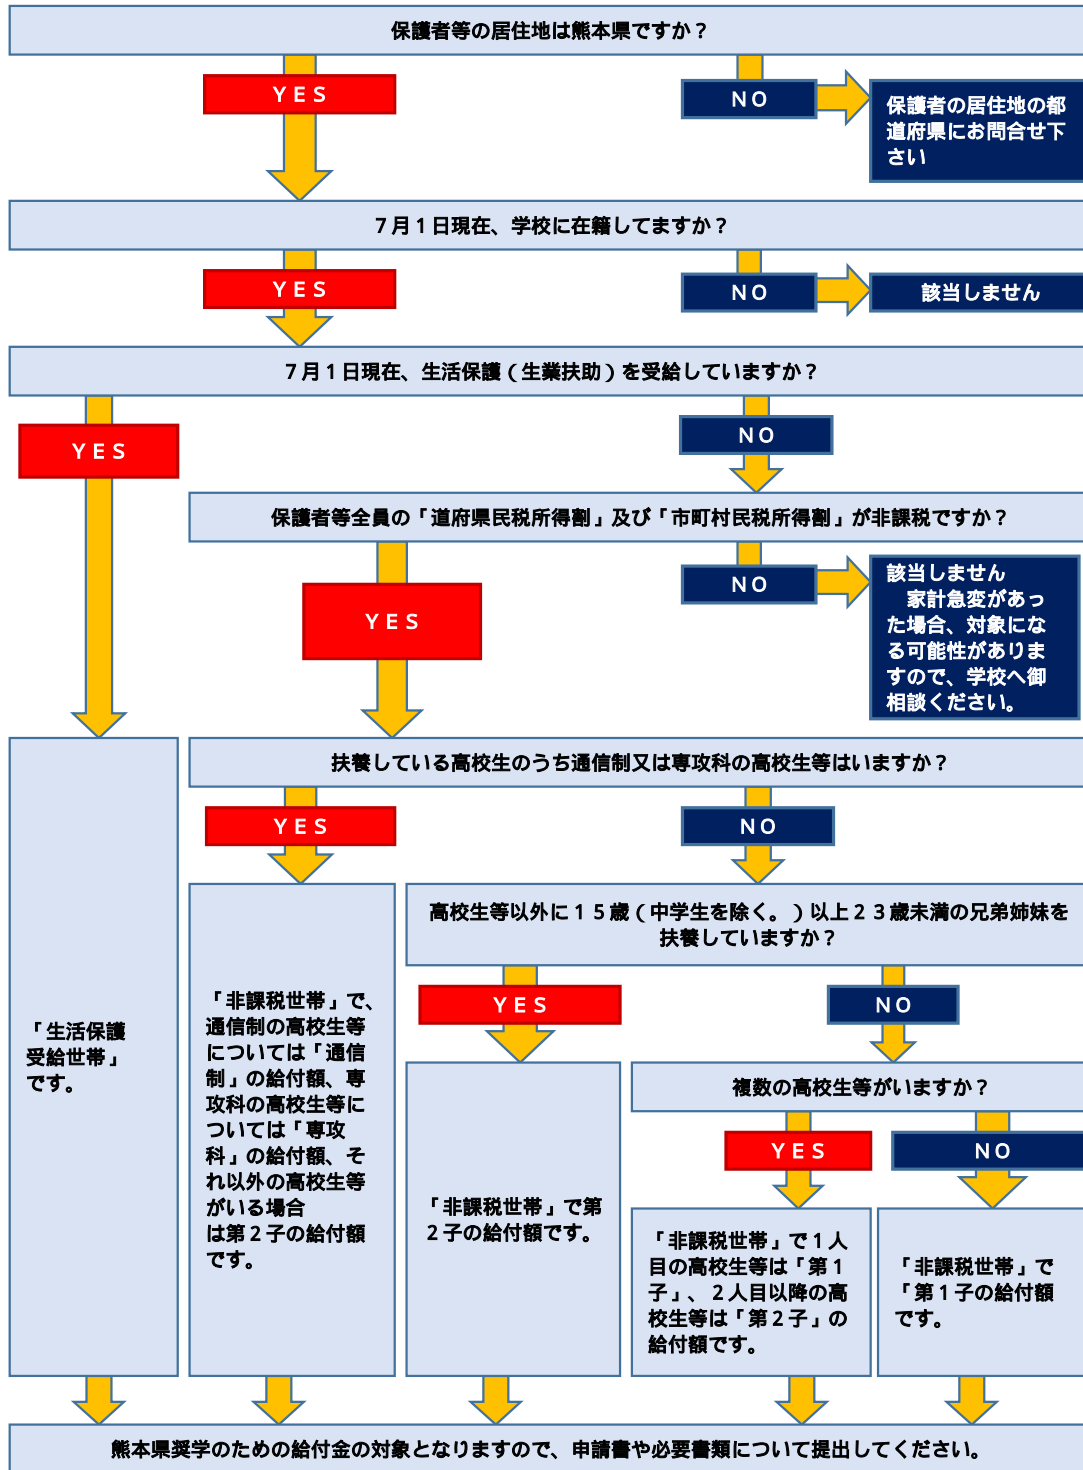 保護者等の居住地は熊本県ですか？
ＹＥＳ
ＮＯ
保護者の居住地の都
道府県にお問合せ下
さい
７月１日現在、学校に在籍してますか？
ＹＥＳ
ＮＯ
該当しません
７月１日現在、生活保護（生業扶助）を受給していますか？
ＹＥＳ
ＮＯ
保護者等全員の「道府県民税所得割」及び「市町村民税所得割」が非課税ですか？
ＹＥＳ
ＮＯ
該当しません
　家計急変があっ
た場合、対象にな
る可能性がありま
すので、学校へ御
相談ください。
扶養している高校生のうち通信制又は専攻科の高校生等はいますか？
ＹＥＳ
ＮＯ
高校生等以外に１５歳（中学生を除く。）以上２３歳未満の兄弟姉妹を
扶養していますか？
ＹＥＳ
ＮＯ
複数の高校生等がいますか？
ＹＥＳ
ＮＯ
「生活保護
受給世帯」
です。
「非課税世帯」で、
通信制の高校生等
については「通信
制」の給付額、専
攻科の高校生等に
ついては「専攻
科」の給付額、そ
れ以外の高校生等
がいる場合
は第２子の給付額
です。
「非課税世帯」で第
２子の給付額です。
「非課税世帯」で１人
目の高校生等は「第１
子」、２人目以降の高
校生等は「第２子」の
給付額です。
「非課税世帯」で
「第１子の給付額
です。
熊本県奨学のための給付金の対象となりますので、申請書や必要書類について提出してください。